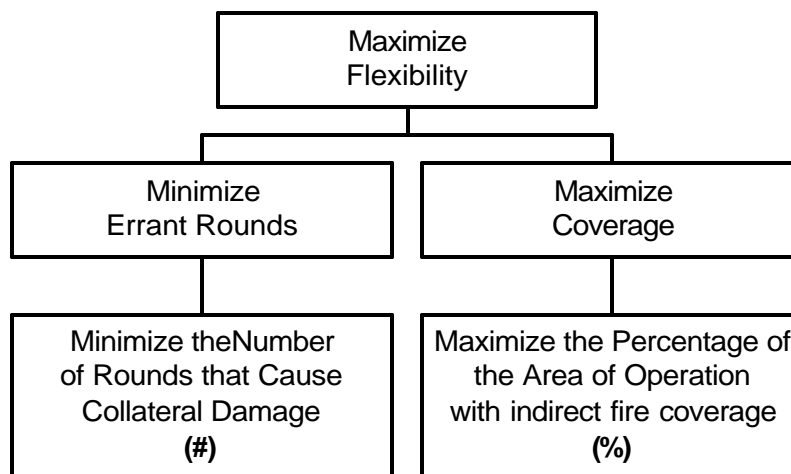 Maximize
Flexibility
Minimize
Errant Rounds
Maximize
Coverage
Minimize theNumber
of Rounds that Cause
Collateral Damage
(#)
Maximize the Percentage of
the Area of Operation
with indirect fire coverage
(%)